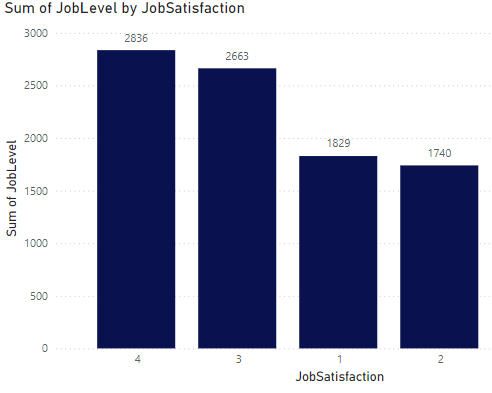 Sum of JobLevel by JobSatisfaction
3000
2500
2000
1500
1000
500
0
Sum of JobLevel
2836
2663
1829
1740
4 3 1 2
JobSatisfaction